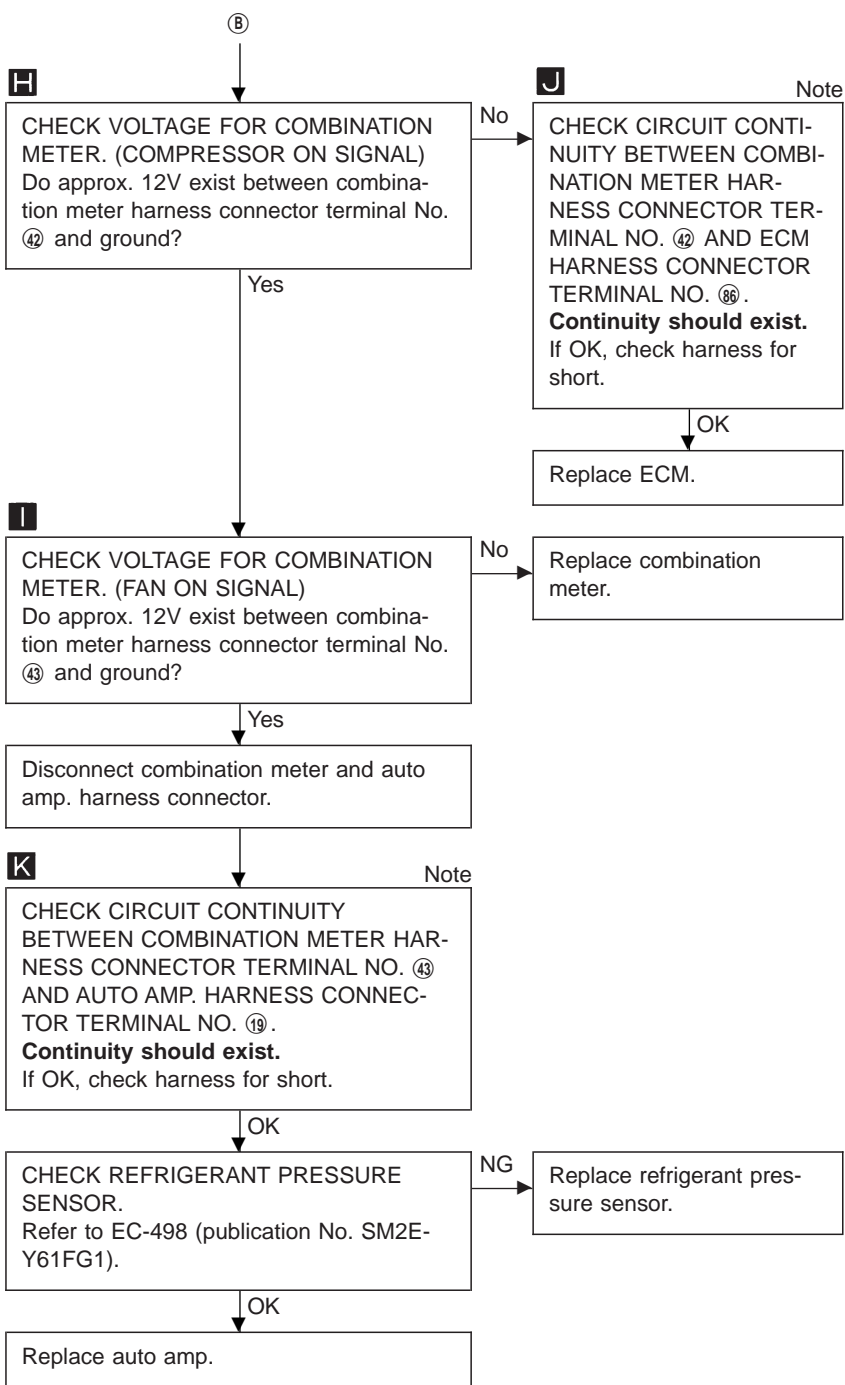 Ⓑ
H
CHECK VOLTAGE FOR COMBINATION
METER. (COMPRESSOR ON SIGNAL)
Do approx. 12V exist between combina-
tion meter harness connector terminal No.
㊷ and ground?
No
J
Note
CHECK CIRCUIT CONTI-
NUITY BETWEEN COMBI-
NATION METER HAR-
NESS CONNECTOR TER-
MINAL NO. ㊷ AND ECM
HARNESS CONNECTOR
TERMINAL NO. 86.
Continuity should exist.
If OK, check harness for
short.
OK
Replace ECM.
Yes
I
CHECK VOLTAGE FOR COMBINATION
METER. (FAN ON SIGNAL)
Do approx. 12V exist between combina-
tion meter harness connector terminal No.
㊸ and ground?
No
Replace combination
meter.
Yes
Disconnect combination meter and auto
amp. harness connector.
K
Note
CHECK CIRCUIT CONTINUITY
BETWEEN COMBINATION METER HAR-
NESS CONNECTOR TERMINAL NO. ㊸
AND AUTO AMP. HARNESS CONNEC-
TOR TERMINAL NO. ⑲.
Continuity should exist.
If OK, check harness for short.
OK
CHECK REFRIGERANT PRESSURE
SENSOR.
Refer to EC-498 (publication No. SM2E-
Y61FG1).
NG
Replace refrigerant pres-
sure sensor.
OK
Replace auto amp.